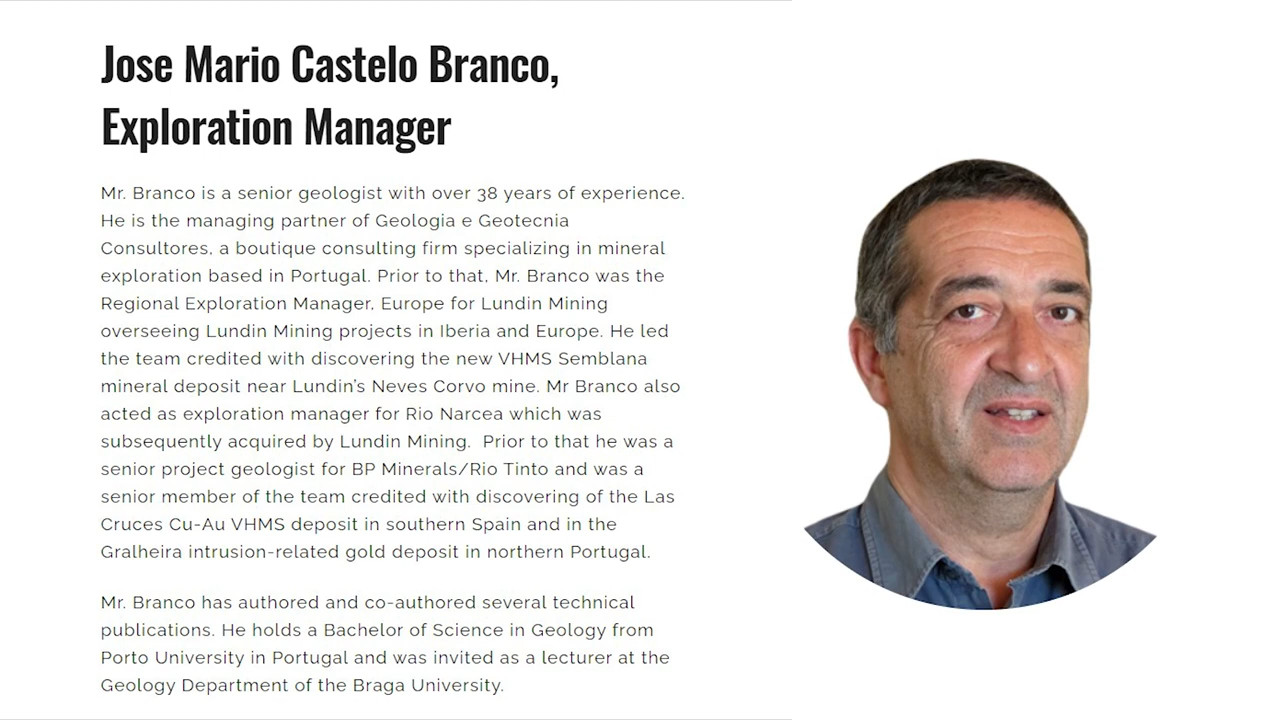 Jose Mario Castelo Branco,
Exploration Manager
Mr. Branco is a senior geologist with over 38 years of experience.
He is the managing partner of Geologia e Geotecnia
Consultores, a boutique consulting firm specializing in mineral
exploration based in Portugal. Prior to that, Mr. Branco was the
Regional Exploration Manager, Europe for Lundin Mining
overseeing Lundin Mining projects in Iberia and Europe. He led
the team credited with discovering the new VHMS Semblana
mineral deposit near Lundin’s Neves Corvo mine. Mr Branco also
acted as exploration manager for Rio Narcea which was
subsequently acquired by Lundin Mining.  Prior to that he was a
senior project geologist for BP Minerals/Rio Tinto and was a
senior member of the team credited with discovering of the Las
Cruces Cu-Au VHMS deposit in southern Spain and in the
Gralheira intrusion-related gold deposit in northern Portugal.
Mr. Branco has authored and co-authored several technical
publications. He holds a Bachelor of Science in Geology from
Porto University in Portugal and was invited as a lecturer at the
Geology Department of the Braga University.